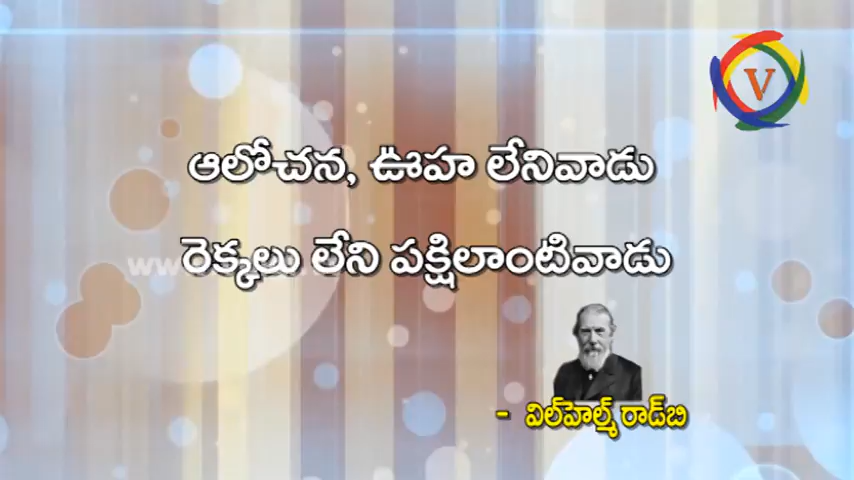 V
ఆలోచన, ఊహ లేనివాడు
రెక్కలు లేని పక్షిలాంటివాడు
- విల్‌హెల్మ్ రాడ్‌బి